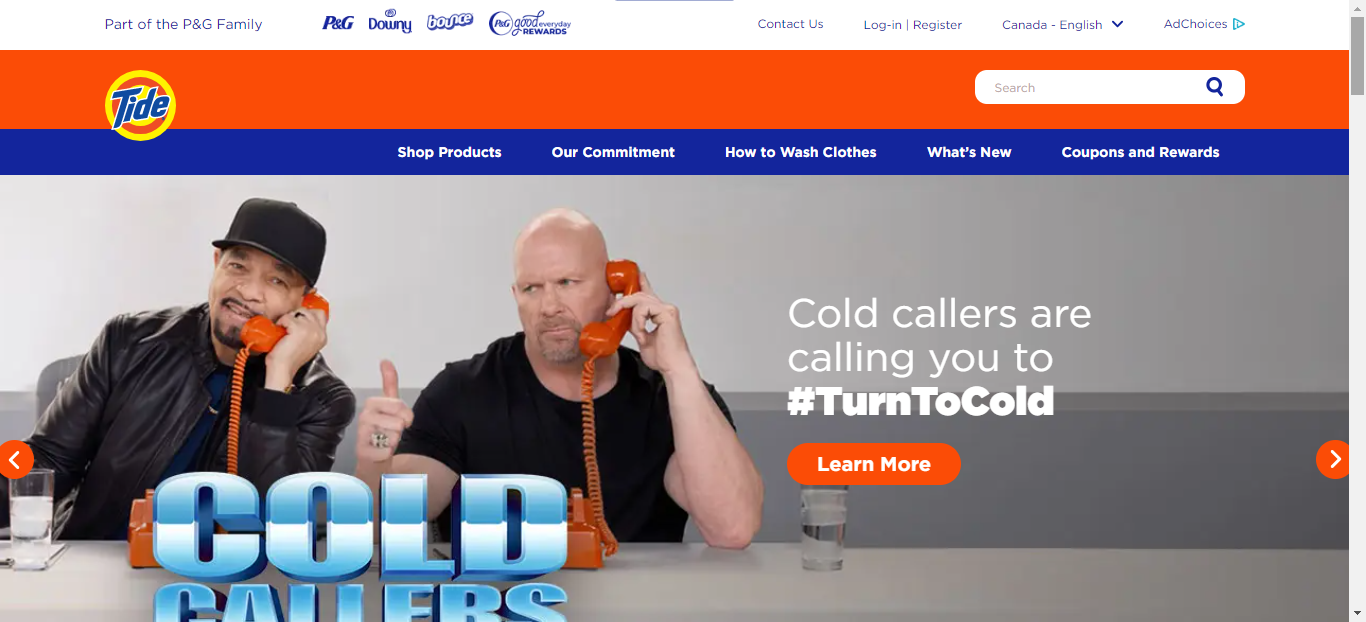 Part of the P&G Family
P&G
Downy
bounce
P&G good everyday
REWARDS
Contact Us
Log-in | Register
Canada - English
AdChoices
Tide
Search
Shop Products
Our Commitment
How to Wash Clothes
What's New
Coupons and Rewards
Cold callers are
calling you to
#TurnToCold
Learn More
COLD
CALLERS